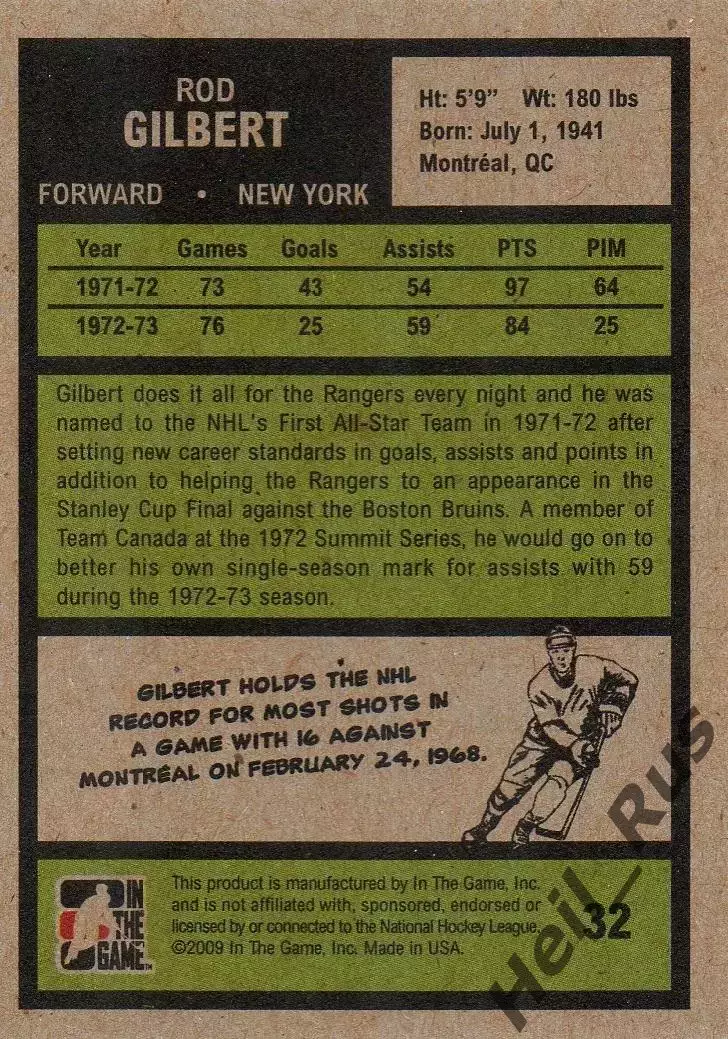 ROD
GILBERT
FORWARD • NEW YORK
Ht: 5'9" Wt: 180 lbs
Born: July 1, 1941
Montréal, QC
Year Games Goals Assists PTS PIM
1971-72 73 43 54 97 64
1972-73 76 25 59 84 25
Gilbert does it all for the Rangers every night and he was
named to the NHL's First All-Star Team in 1971-72 after
setting new career standards in goals, assists and points in
addition to helping the Rangers to an appearance in the
Stanley Cup Final against the Boston Bruins. A member of
Team Canada at the 1972 Summit Series, he would go on to
better his own single-season mark for assists with 59
during the 1972-73 season.
GILBERT HOLDS THE NHL
RECORD FOR MOST SHOTS IN
A GAME WITH 16 AGAINST
MONTRÉAL ON FEBRUARY 24, 1968.
IN
THE
GAME
This product is manufactured by In The Game, Inc.
and is not affiliated with, sponsored, endorsed or
licensed by or connected to the National Hockey League.
©2009 In The Game, Inc. Made in USA.
32
Heil_Rus